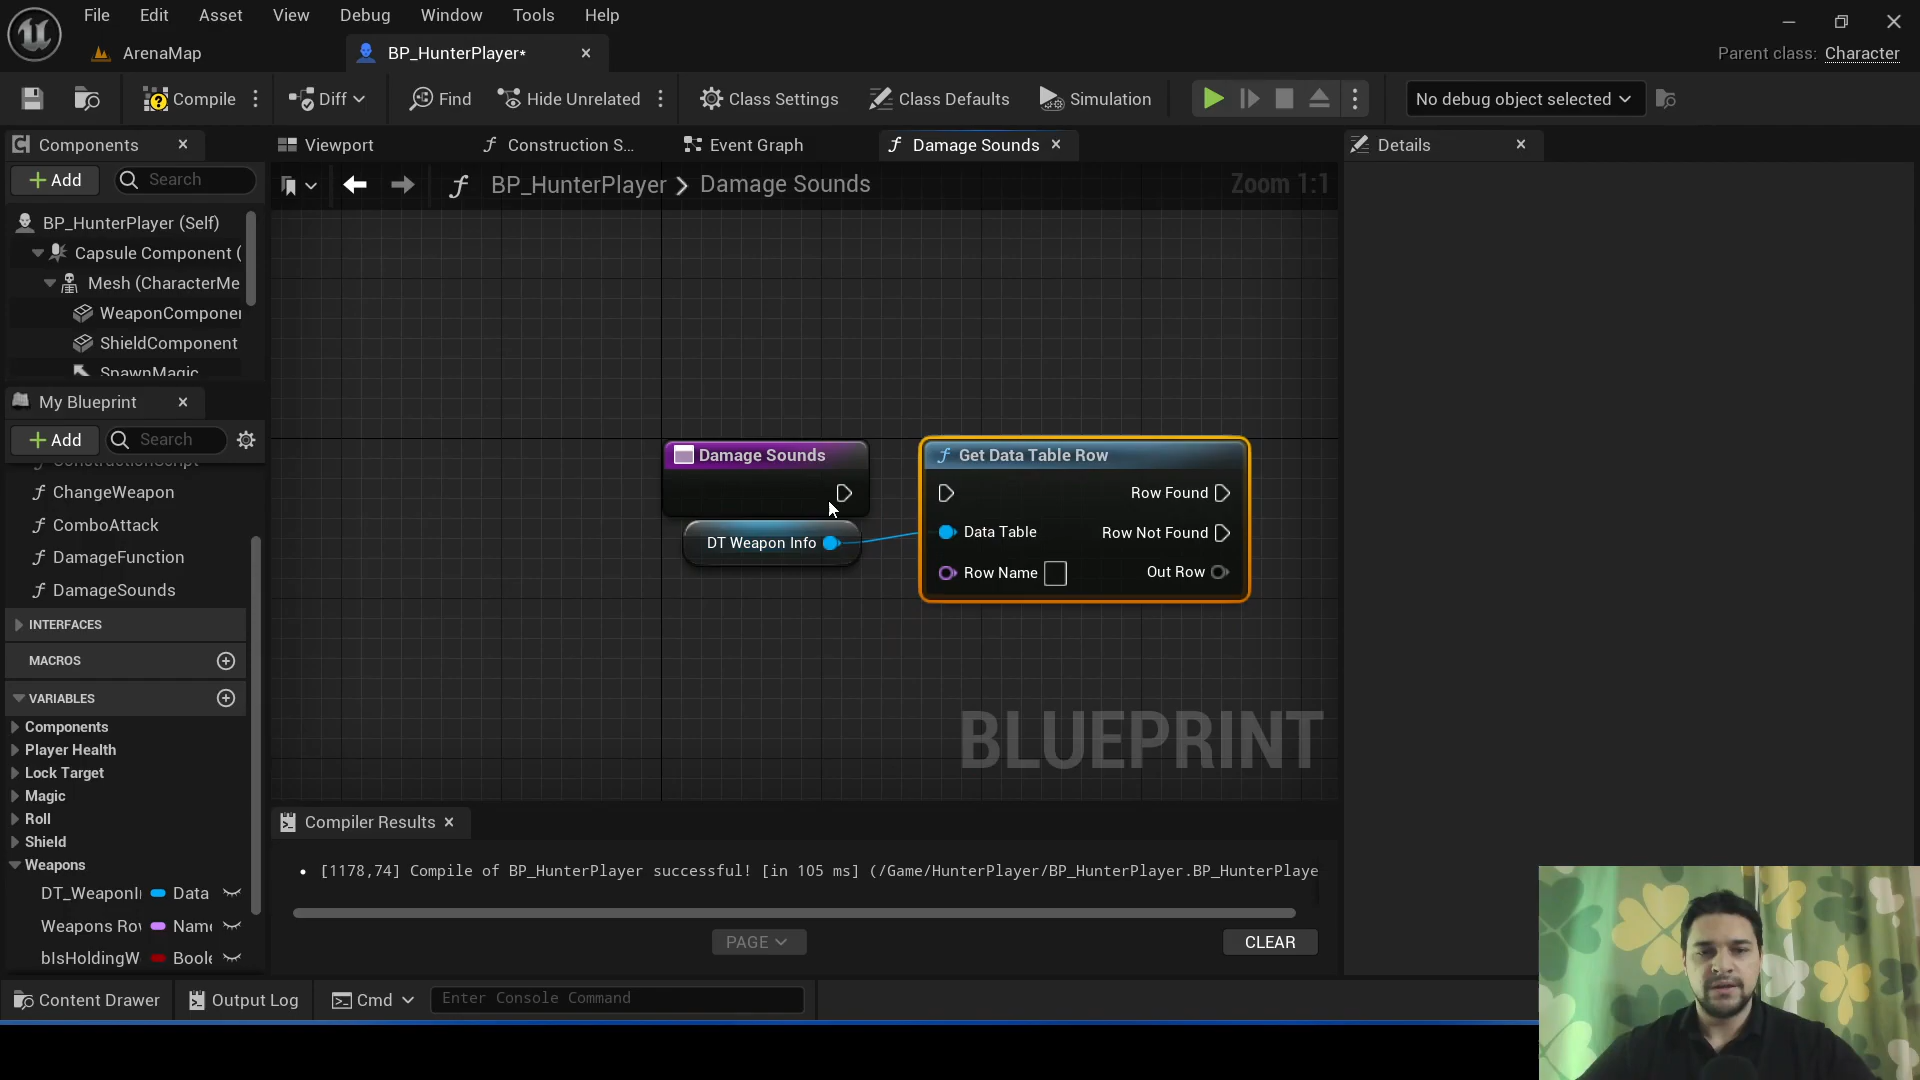 File Edit Asset View Debug Window Tools Help
ArenaMap
BP_HunterPlayer*
Parent class: Character
Compile
Diff
Find
Hide Unrelated
Class Settings
Class Defaults
Simulation
No debug object selected
Components
Add
Search
BP_HunterPlayer (Self)
Capsule Component (
Mesh (CharacterMe
WeaponComponer
ShieldComponent
SpawnMagic
My Blueprint
Add
Search
ConstructionScript
ChangeWeapon
ComboAttack
DamageFunction
DamageSounds
INTERFACES
MACROS
VARIABLES
Components
Player Health
Lock Target
Magic
Roll
Shield
Weapons
DT_WeaponI Data
Weapons Ro Name
bIsHoldingW Boole
Viewport
Construction S...
Event Graph
Damage Sounds
BP_HunterPlayer > Damage Sounds
Zoom 1:1
Damage Sounds
DT Weapon Info
Get Data Table Row
Row Found
Data Table
Row Not Found
Row Name
Out Row
BLUEPRINT
Compiler Results
[1178,74] Compile of BP_HunterPlayer successful! [in 105 ms] (/Game/HunterPlayer/BP_HunterPlayer.BP_HunterPlaye
PAGE
CLEAR
Details
Content Drawer
Output Log
Cmd
Enter Console Command